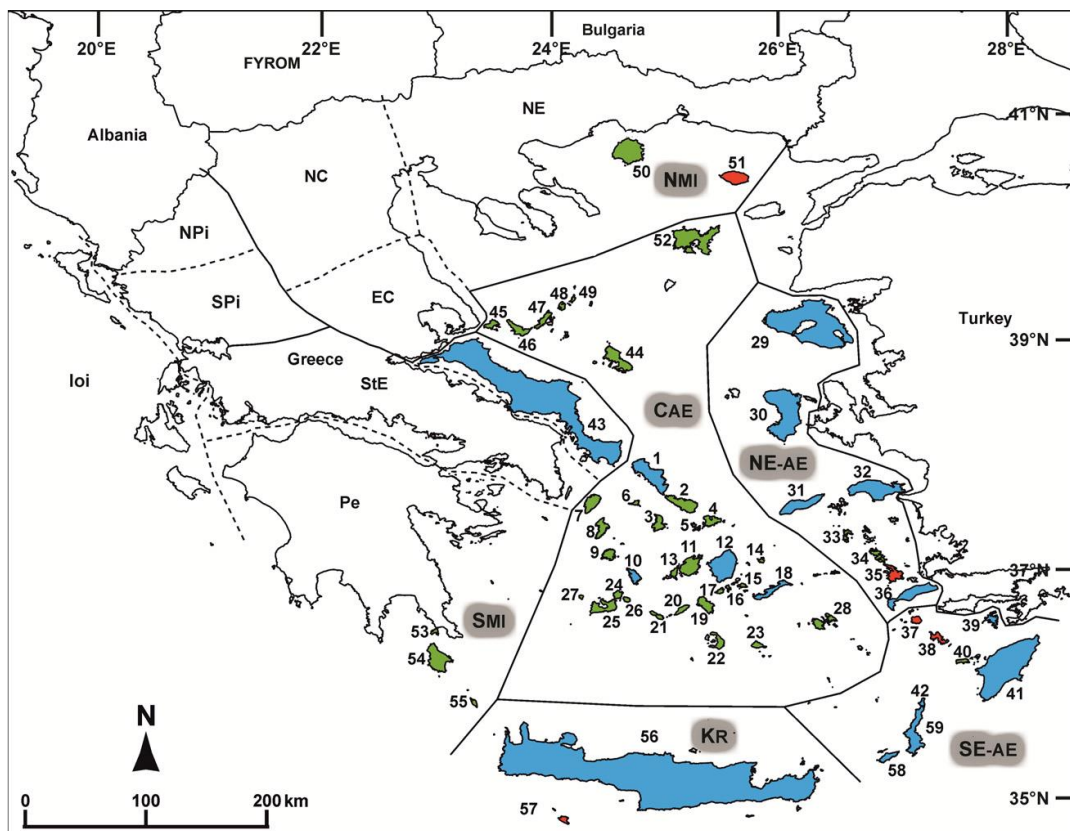 Bulgaria
20°E 22°E 24°E 26°E 28°E
FYROM
NE
41°N
Albania
NC
50
NMI
51
NPi
52
SPi
EC
45 47 48 49
46
29
39°N
Turkey
Greece
44
Ioi
StE
CAE
30
43
NE-AE
1
32
2
31
6
7
3
4
Pe
8
5
33
9
11
12
14
34
10
13
35
37°N
18
27
24
15
36
17
16
26
20
25
28
SMI
21
19
37
39
53
23
38
22
40
54
41
N
55
42
56
KR
59
SE-AE
58
57
35°N
0 100 200 km